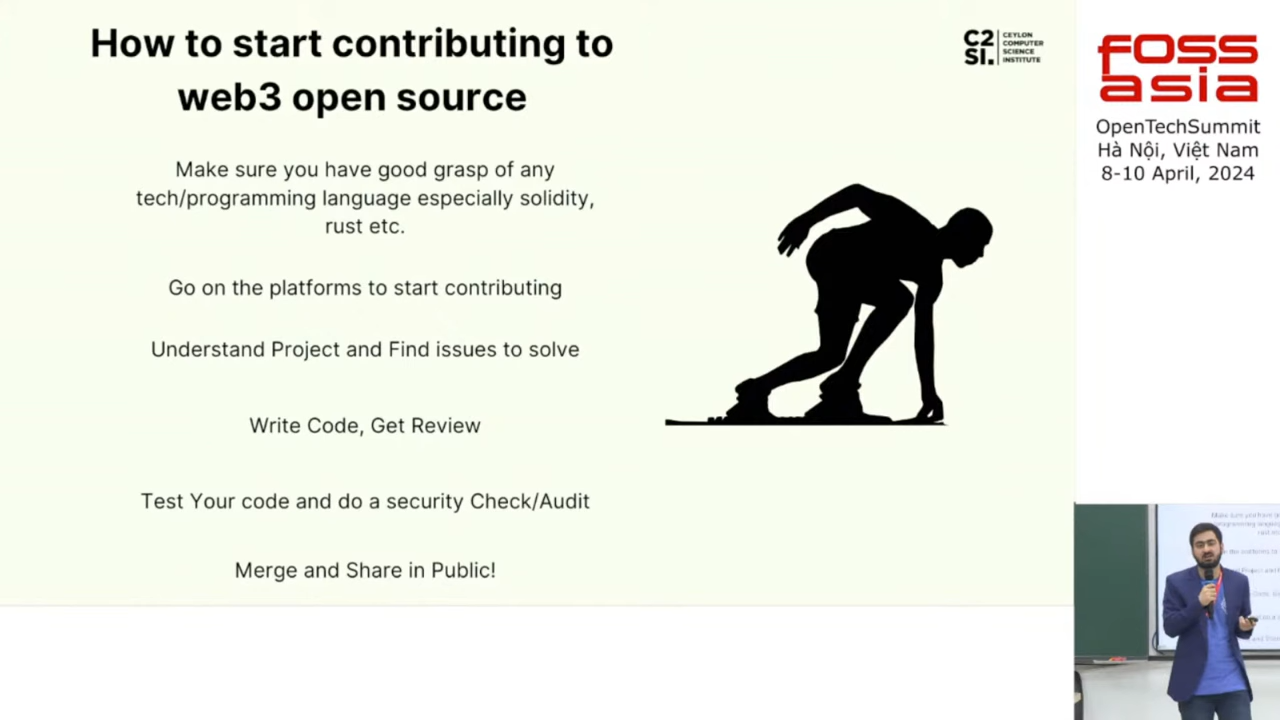 How to start contributing to
web3 open source
Make sure you have good grasp of any
tech/programming language especially solidity,
rust etc.
Go on the platforms to start contributing
Understand Project and Find issues to solve
Write Code, Get Review
Test Your code and do a security Check/Audit
Merge and Share in Public!
C2
SI.
CEYLON
COMPUTER
SCIENCE
INSTITUTE
FOSS
asia
OpenTechSummit
Hà Nội, Việt Nam
8-10 April, 2024